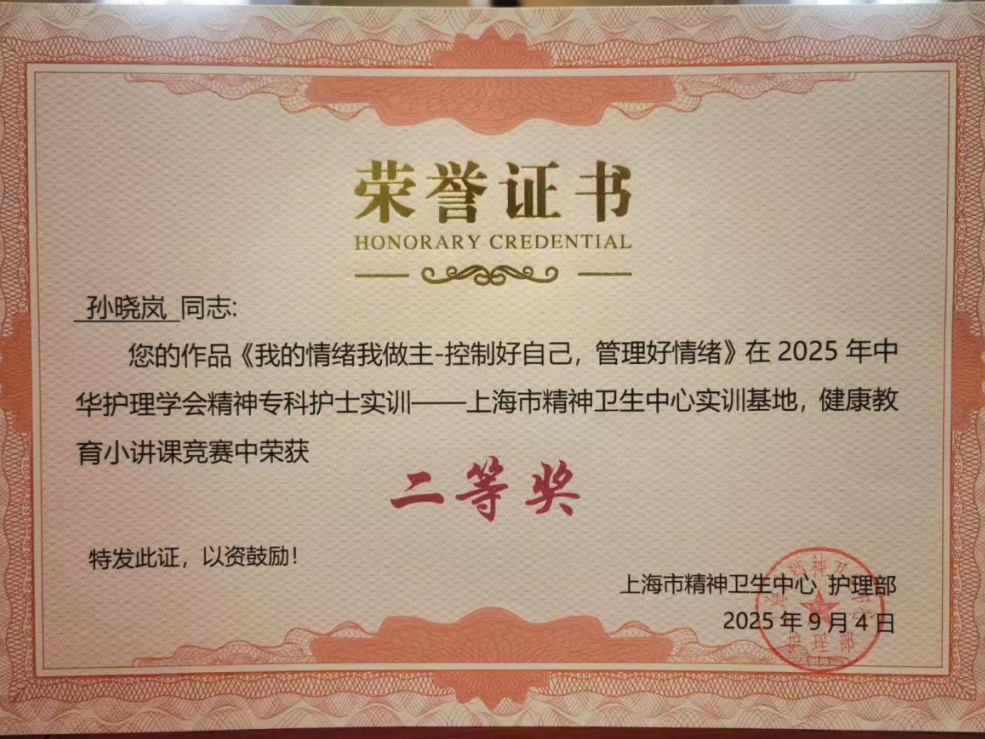 荣誉证书
HONORARY CREDENTIAL
孙晓岚 同志:
您的作品《我的情绪我做主-控制好自己，管理好情绪》在 2025 年中
华护理学会精神专科护士实训——上海市精神卫生中心实训基地，健康教
育小讲课竞赛中荣获
二等奖
特发此证，以资鼓励！
上海市精神卫生中心 护理部
2025 年 9 月 4 日
护理部